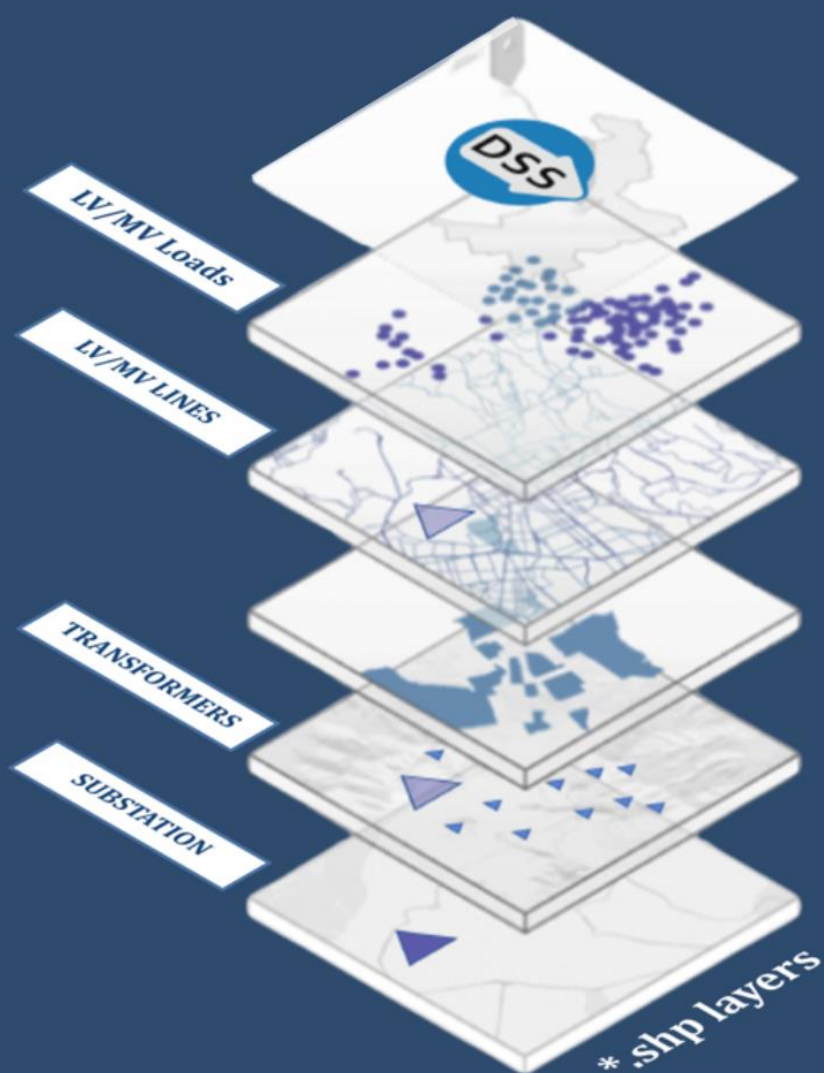 DSS
LV/MV Loads
LV/MV LINES
TRANSFORMERS
SUBSTATION
* .shp layers